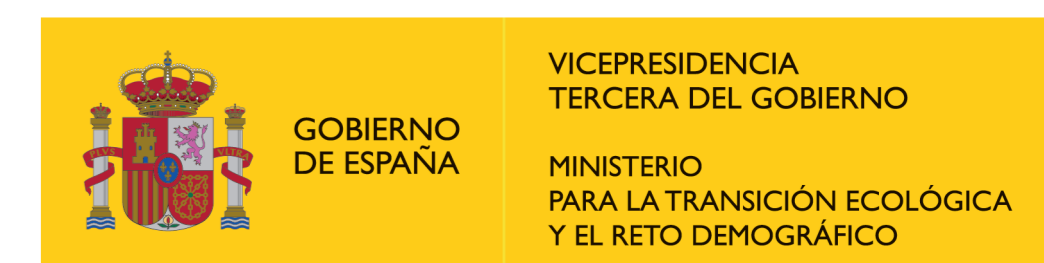 PLVS VLTRA
GOBIERNO
DE ESPAÑA
VICEPRESIDENCIA
TERCERA DEL GOBIERNO
MINISTERIO
PARA LA TRANSICIÓN ECOLÓGICA
Y EL RETO DEMOGRÁFICO